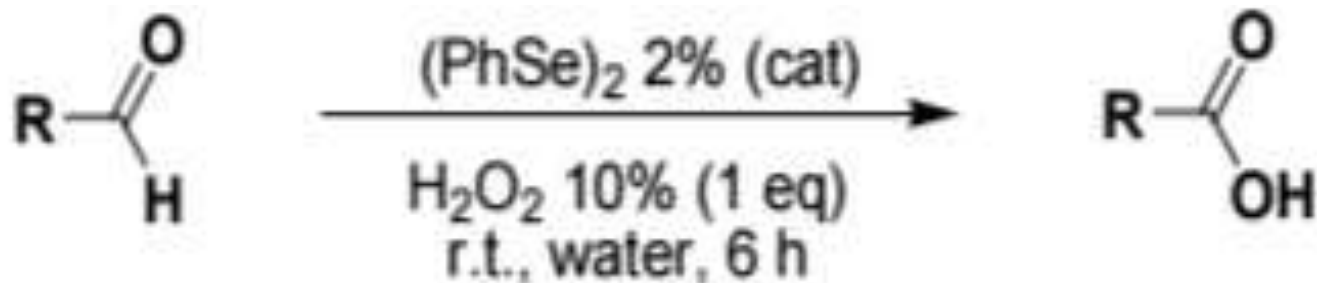 O
R
H
(PhSe)₂ 2% (cat)
H₂O₂ 10% (1 eq)
r.t., water, 6 h
O
R
OH